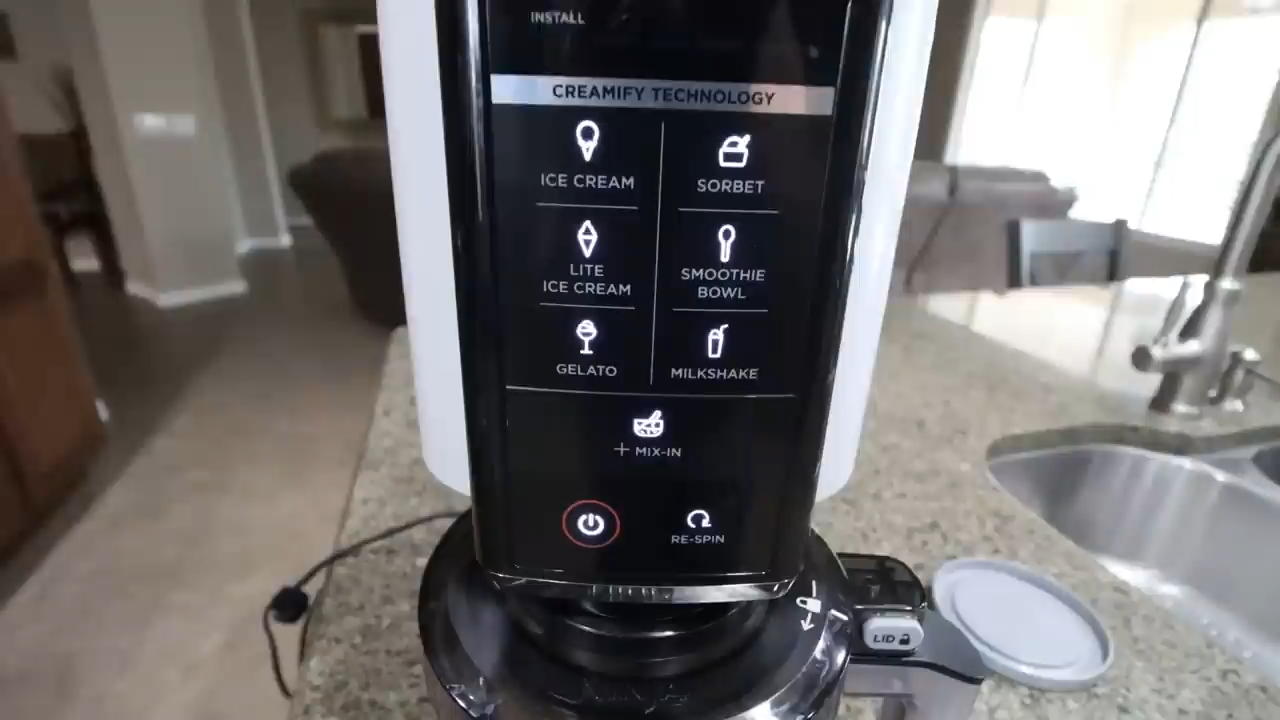 INSTALL
CREAMIFY TECHNOLOGY
ICE CREAM
SORBET
LITE
ICE CREAM
SMOOTHIE
BOWL
GELATO
MILKSHAKE
+ MIX-IN
RE-SPIN
LID